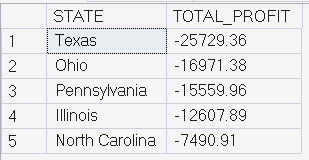 STATE TOTAL_PROFIT
1 Texas -25729.36
2 Ohio -16971.38
3 Pennsylvania -15559.96
4 Illinois -12607.89
5 North Carolina -7490.91